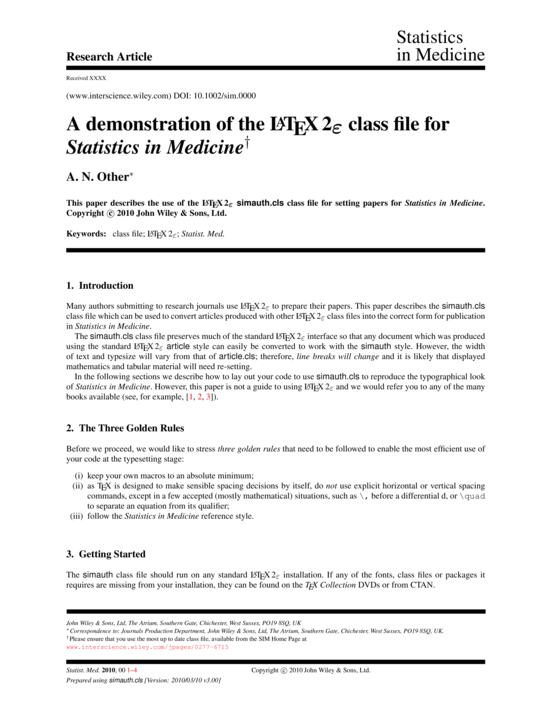 Statistics
in Medicine
Research Article
Received XXXX
(www.interscience.wiley.com) DOI: 10.1002/sim.0000
A demonstration of the LATEX 2ε class file for
Statistics in Medicine†
A. N. Other*
This paper describes the use of the LATEX 2ε simauth.cls class file for setting papers for Statistics in Medicine.
Copyright © 2010 John Wiley & Sons, Ltd.
Keywords: class file; LATEX 2ε; Statist. Med.
1. Introduction
Many authors submitting to research journals use LATEX 2ε to prepare their papers. This paper describes the simauth.cls
class file which can be used to convert articles produced with other LATEX 2ε class files into the correct form for publication
in Statistics in Medicine.
The simauth.cls class file preserves much of the standard LATEX 2ε interface so that any document which was produced
using the standard LATEX 2ε article style can easily be converted to work with the simauth style. However, the width
of text and typesize will vary from that of article.cls; therefore, line breaks will change and it is likely that displayed
mathematics and tabular material will need re-setting.
In the following sections we describe how to lay out your code to use simauth.cls to reproduce the typographical look
of Statistics in Medicine. However, this paper is not a guide to using LATEX 2ε and we would refer you to any of the many
books available (see, for example, [1, 2, 3]).
2. The Three Golden Rules
Before we proceed, we would like to stress three golden rules that need to be followed to enable the most efficient use of
your code at the typesetting stage:
(i) keep your own macros to an absolute minimum;
(ii) as TEX is designed to make sensible spacing decisions by itself, do not use explicit horizontal or vertical spacing
commands, except in a few accepted (mostly mathematical) situations, such as \, before a differential d, or \quad
to separate an equation from its qualifier;
(iii) follow the Statistics in Medicine reference style.
3. Getting Started
The simauth class file should run on any standard LATEX 2ε installation. If any of the fonts, class files or packages it
requires are missing from your installation, they can be found on the TEX Collection DVDs or from CTAN.
John Wiley & Sons, Ltd, The Atrium, Southern Gate, Chichester, West Sussex, PO19 8SQ, UK
*Correspondence to: Journals Production Department, John Wiley & Sons, Ltd, The Atrium, Southern Gate, Chichester, West Sussex, PO19 8SQ, UK.
†Please ensure that you use the most up to date class file, available from the SIM Home Page at
www.interscience.wiley.com/jpages/0277-6715
Statist. Med. 2010, 00 1–4 Copyright © 2010 John Wiley & Sons, Ltd.
Prepared using simauth.cls [Version: 2010/03/10 v3.00]